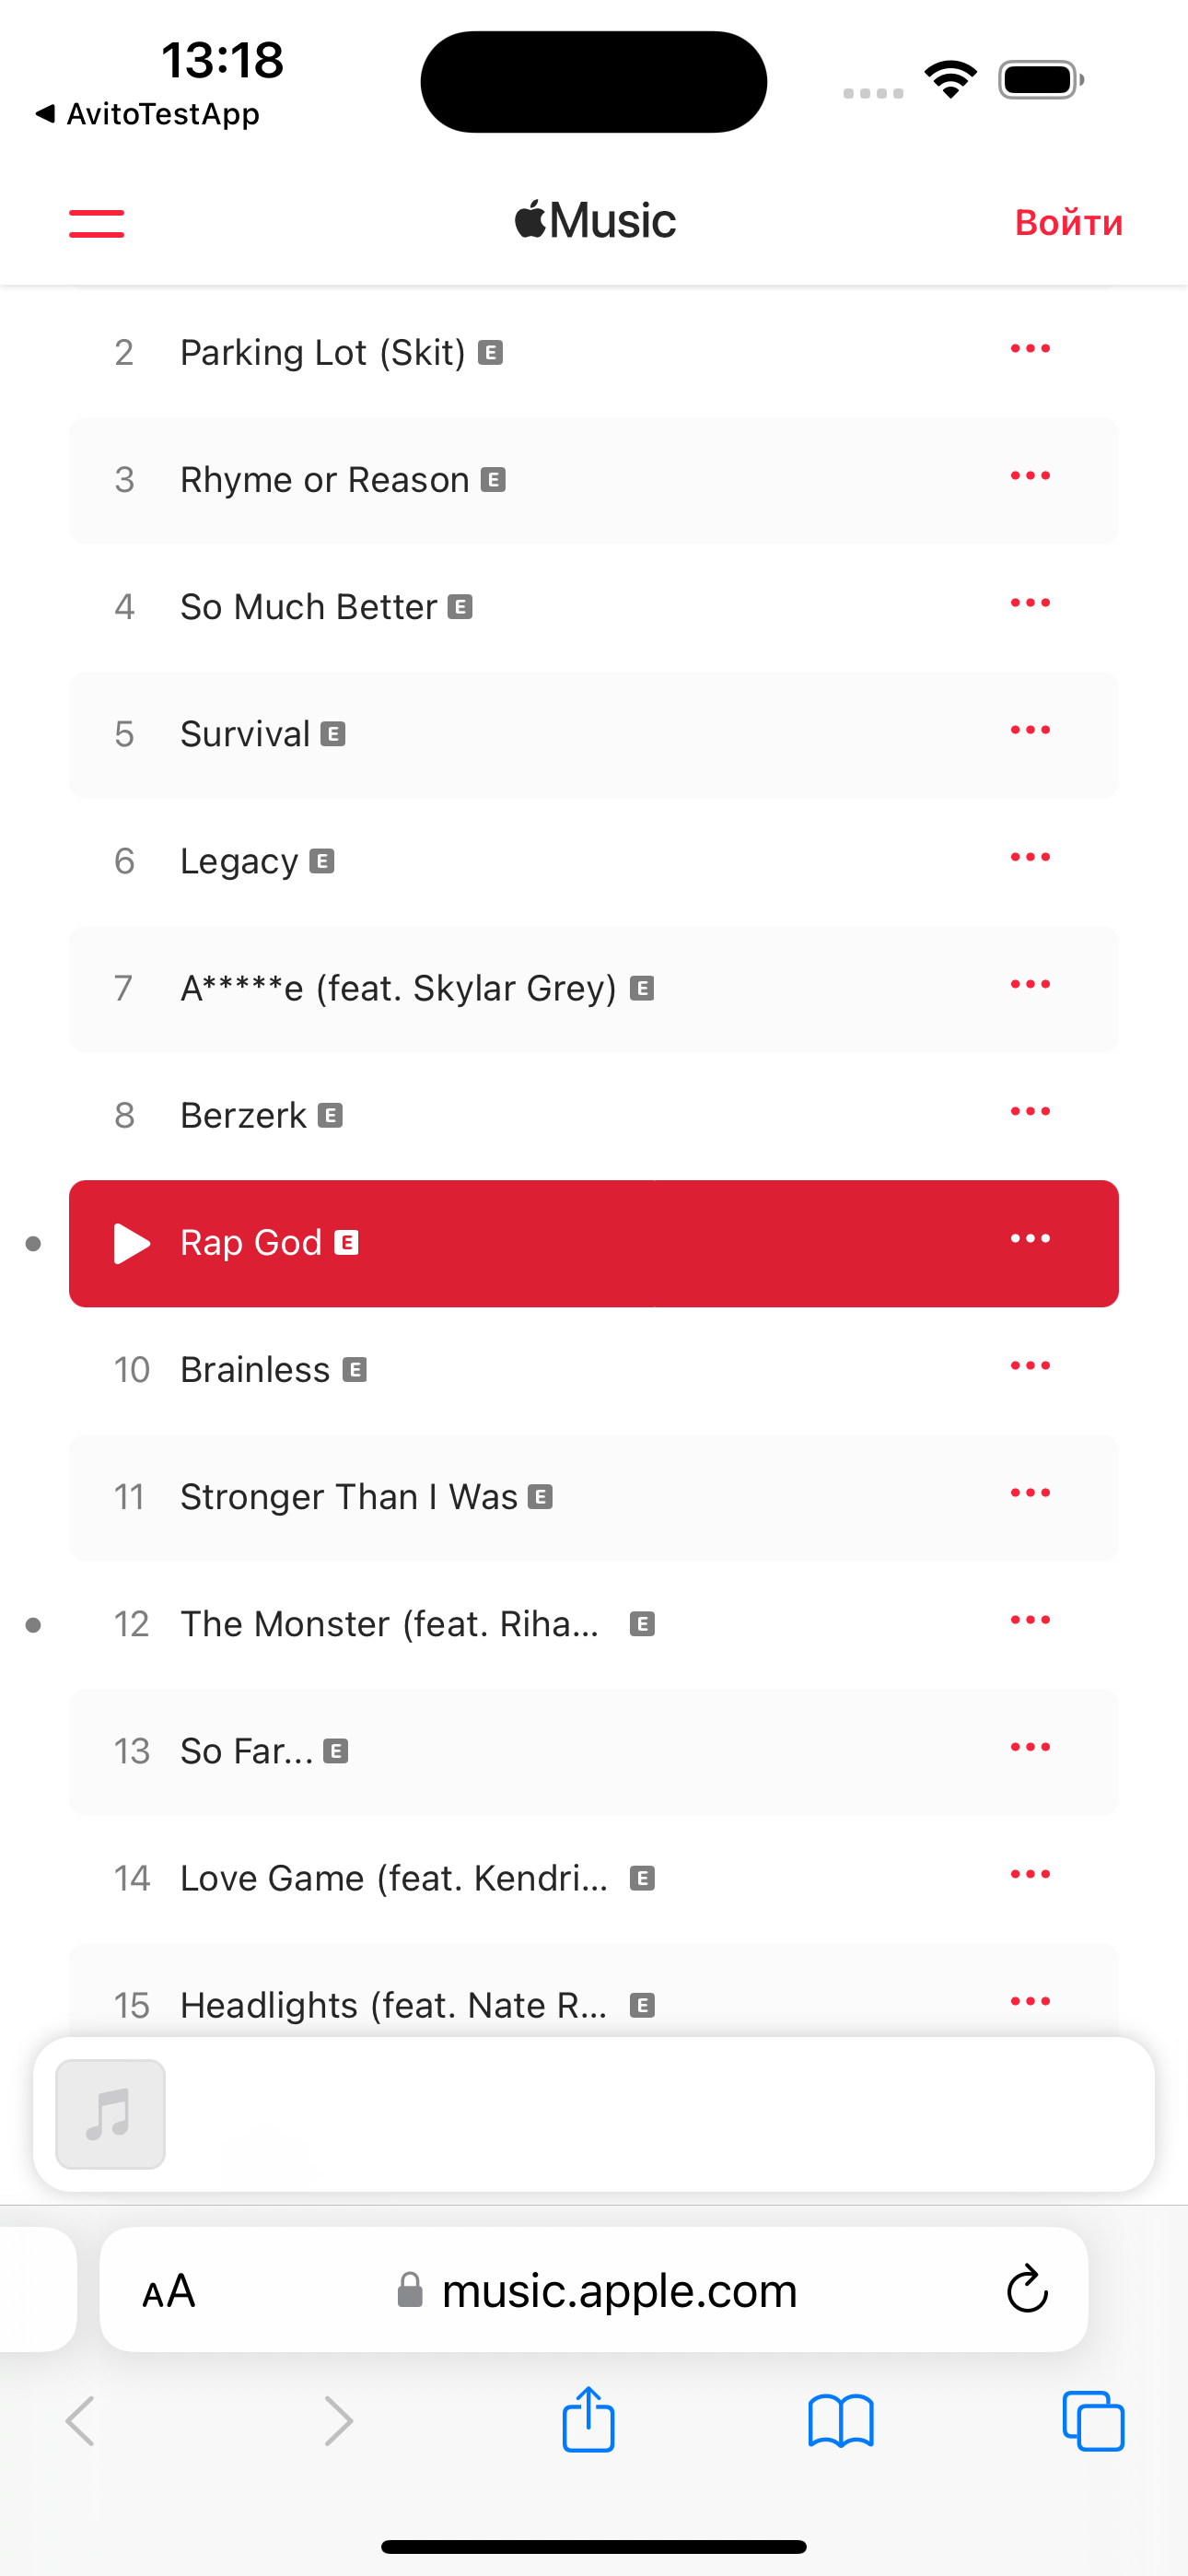 13:18
◀ AvitoTestApp
Music
Войти
2 Parking Lot (Skit) E
3 Rhyme or Reason E
4 So Much Better E
5 Survival E
6 Legacy E
7 A*****e (feat. Skylar Grey) E
8 Berzerk E
Rap God E
10 Brainless E
11 Stronger Than I Was E
12 The Monster (feat. Riha... E
13 So Far... E
14 Love Game (feat. Kendri... E
15 Headlights (feat. Nate R... E
AA music.apple.com